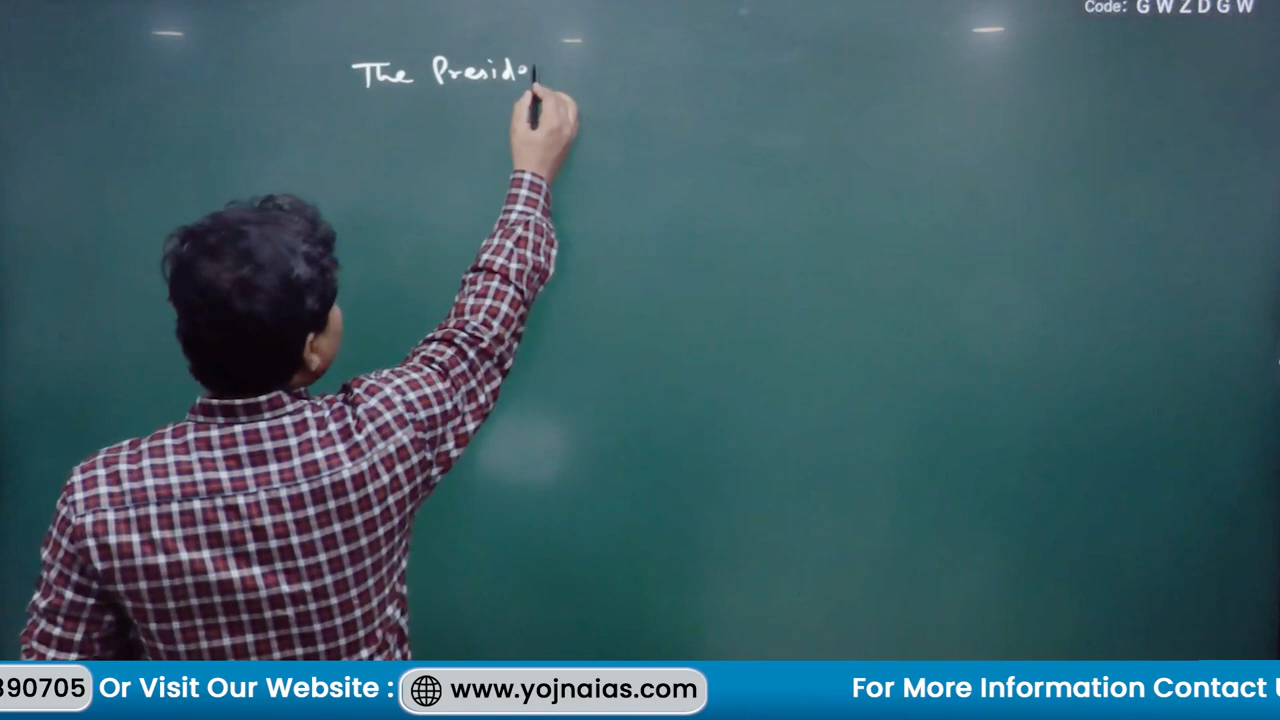 Code: G W Z D G W
The Preside
390705 Or Visit Our Website : www.yojnaias.com For More Information Contact U